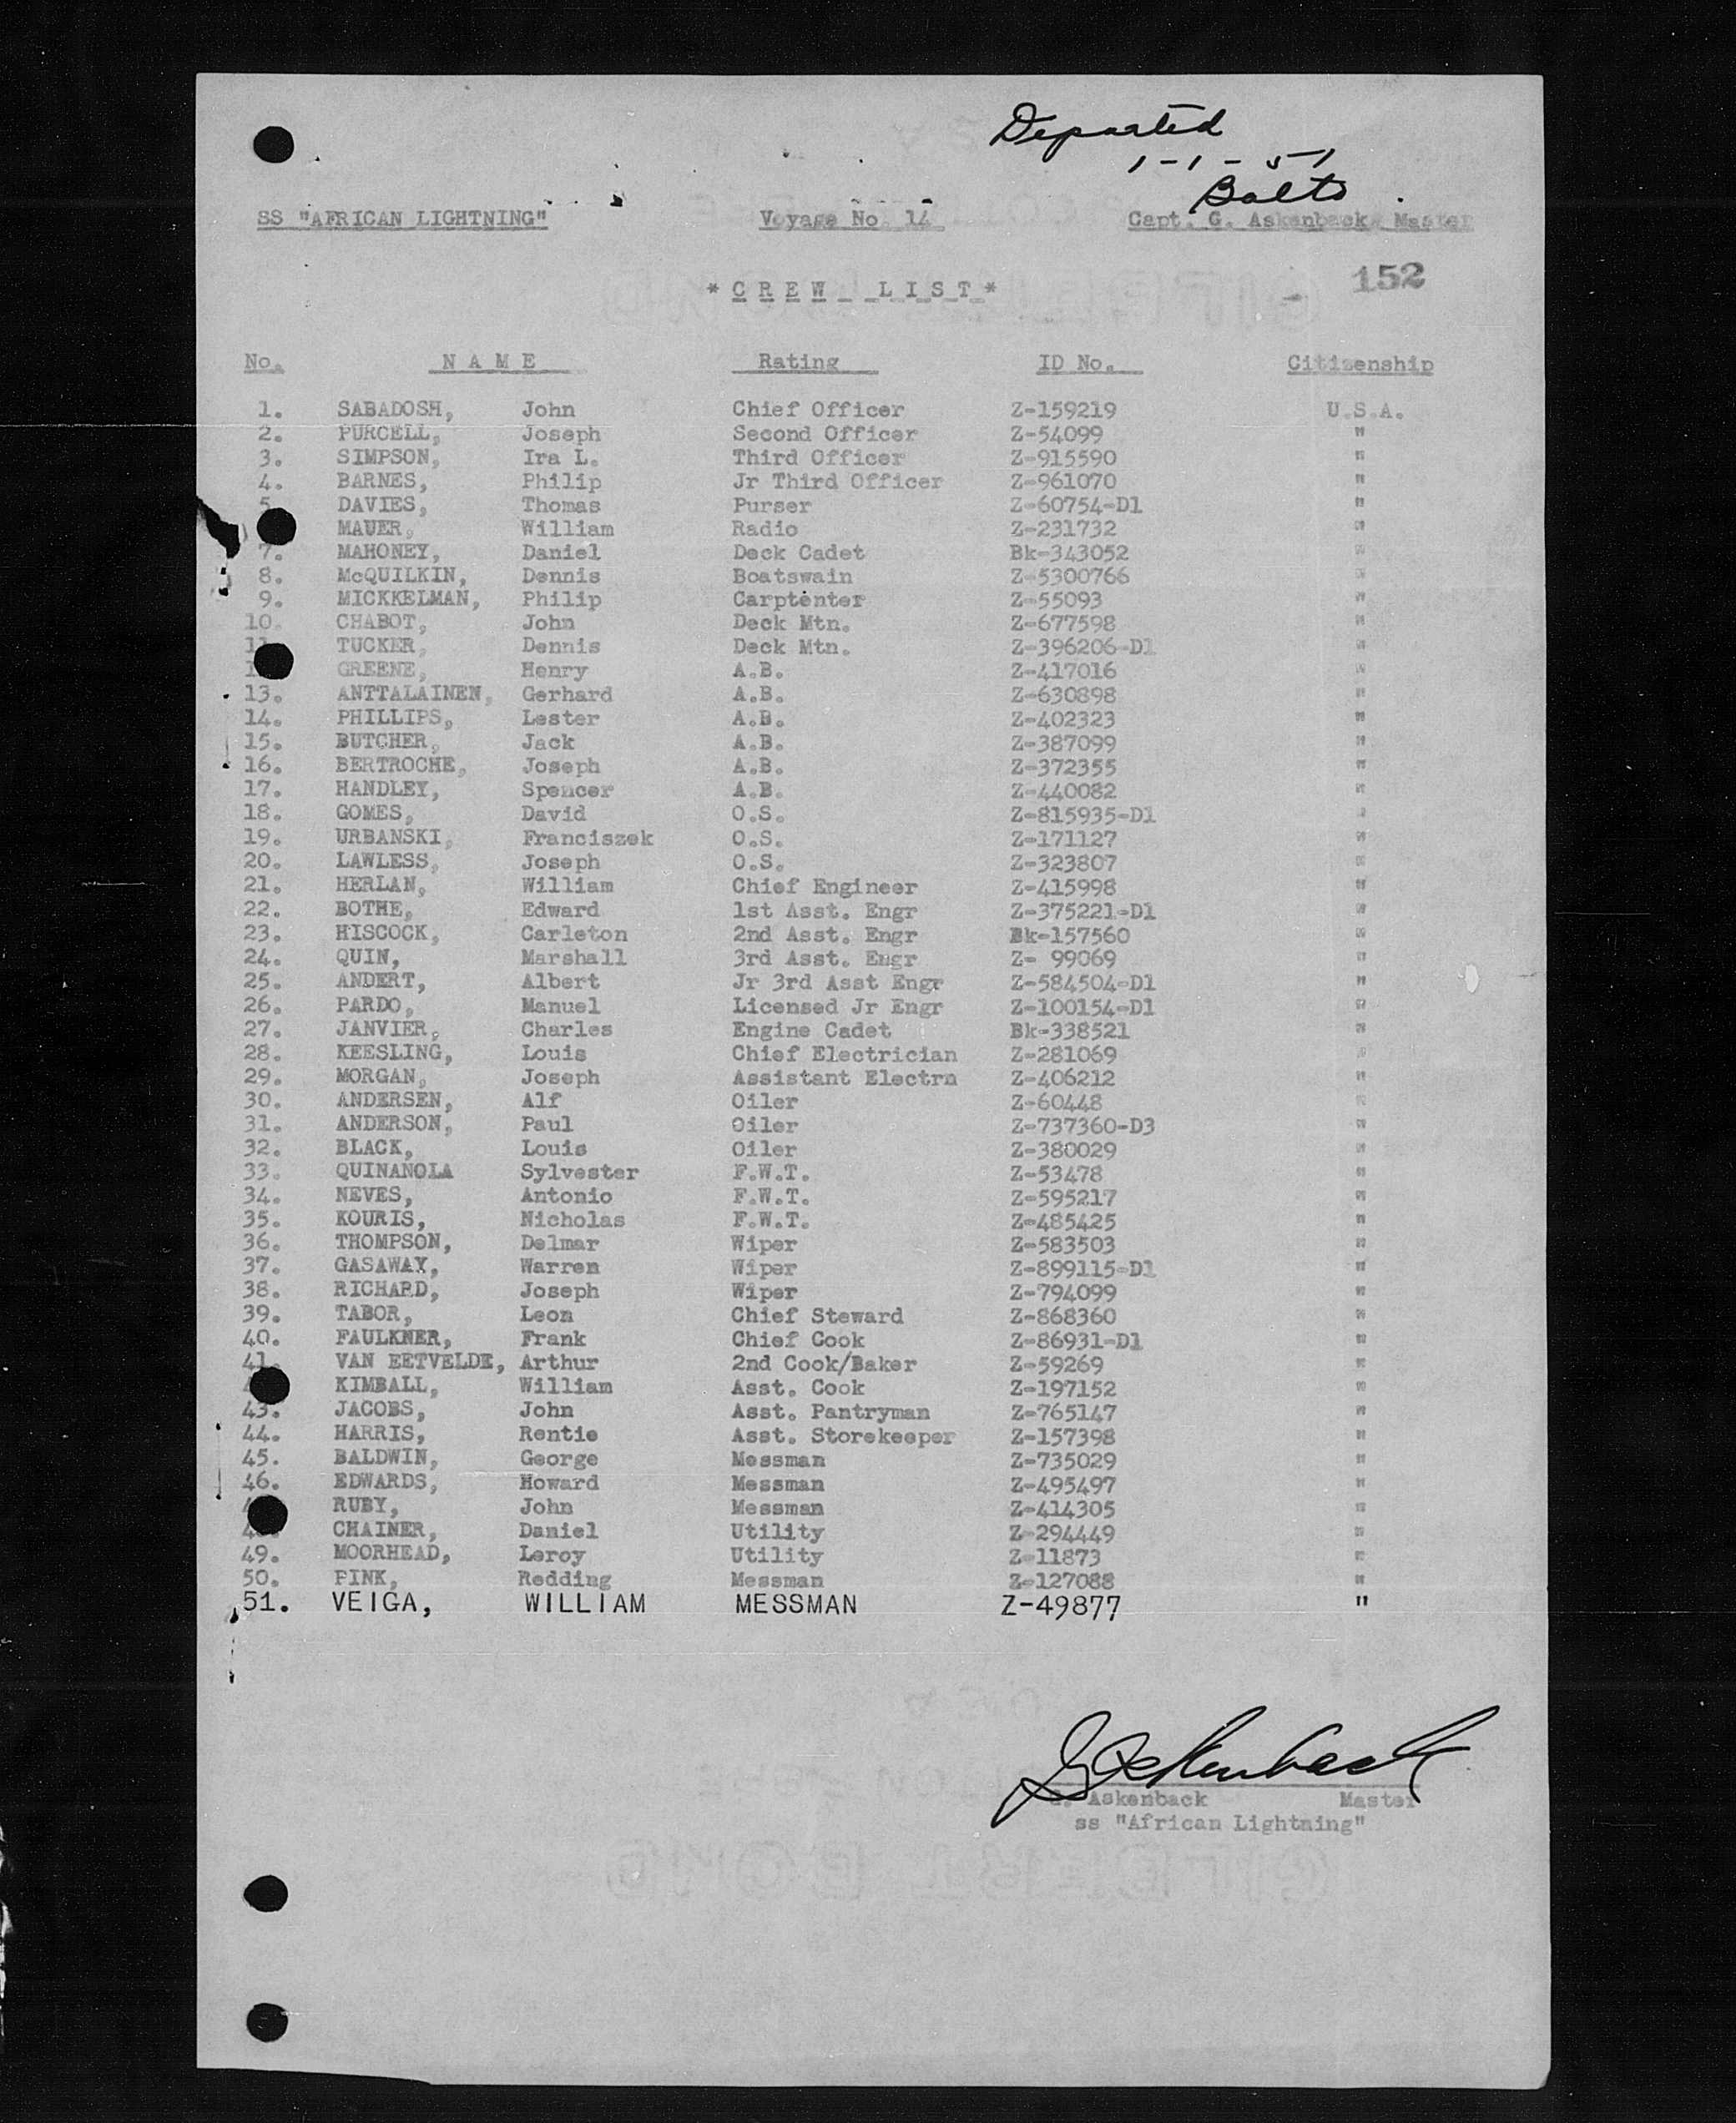 Departed
1-1-51
Balto
SS "AFRICAN LIGHTNING" Voyage No 14 Capt. G. Askenback, Master
152
*CREW LIST*
No. NAME Rating ID No. Citizenship
1. SABADOSH, John Chief Officer Z-159219 U.S.A.
2. PURCELL, Joseph Second Officer Z-54099 "
3. SIMPSON, Ira L. Third Officer Z-915590 "
4. BARNES, Philip Jr Third Officer Z-961070 "
5. DAVIES, Thomas Purser Z-60754-D1 "
MAUER, William Radio Z-231732 "
7. MAHONEY, Daniel Deck Cadet Bk-343052 "
8. McQUILKIN, Dennis Boatswain Z-5300766 "
9. MICKKELMAN, Philip Carptenter Z-55093 "
10. CHABOT, John Deck Mtn. Z-677598 "
11. TUCKER, Dennis Deck Mtn. Z-396206-D1 "
GREENE, Henry A.B. Z-417016 "
13. ANTTALAINEN, Gerhard A.B. Z-630898 "
14. PHILLIPS, Lester A.B. Z-402323 "
15. BUTCHER, Jack A.B. Z-387099 "
16. BERTROCHE, Joseph A.B. Z-372355 "
17. HANDLEY, Spencer A.B. Z-440082 "
18. GOMES, David O.S. Z-815935-D1 "
19. URBANSKI, Franciszek O.S. Z-171127 "
20. LAWLESS, Joseph O.S. Z-323807 "
21. HERLAN, William Chief Engineer Z-415998 "
22. BOTHE, Edward 1st Asst. Engr Z-375221-D1 "
23. HISCOCK, Carleton 2nd Asst. Engr Bk-157560 "
24. QUIN, Marshall 3rd Asst. Engr Z- 99069 "
25. ANDERT, Albert Jr 3rd Asst Engr Z-584504-D1 "
26. PARDO, Manuel Licensed Jr Engr Z-100154-D1 "
27. JANVIER, Charles Engine Cadet Bk-338521 "
28. KEESLING, Louis Chief Electrician Z-281069 "
29. MORGAN, Joseph Assistant Electrn Z-406212 "
30. ANDERSEN, Alf Oiler Z-60448 "
31. ANDERSON, Paul Oiler Z-737360-D3 "
32. BLACK, Louis Oiler Z-380029 "
33. QUINANOLA Sylvester F.W.T. Z-53478 "
34. NEVES, Antonio F.W.T. Z-595217 "
35. KOURIS, Nicholas F.W.T. Z-485425 "
36. THOMPSON, Delmar Wiper Z-583503 "
37. GASAWAY, Warren Wiper Z-899115-D1 "
38. RICHARD, Joseph Wiper Z-794099 "
39. TABOR, Leon Chief Steward Z-868360 "
40. FAULKNER, Frank Chief Cook Z-86931-D1 "
41. VAN EETVELDE, Arthur 2nd Cook/Baker Z-59269 "
KIMBALL, William Asst. Cook Z-197152 "
43. JACOBS, John Asst. Pantryman Z-765147 "
44. HARRIS, Rentie Asst. Storekeeper Z-157398 "
45. BALDWIN, George Messman Z-735029 "
46. EDWARDS, Howard Messman Z-495497 "
RUBY, John Messman Z-414305 "
48. CHAINER, Daniel Utility Z-294449 "
49. MOORHEAD, Leroy Utility Z-11873 "
50. PINK, Redding Messman Z-127088 "
51. VEIGA, WILLIAM MESSMAN Z-49877 "
G Askenback
G. Askenback Master
ss "African Lightning"